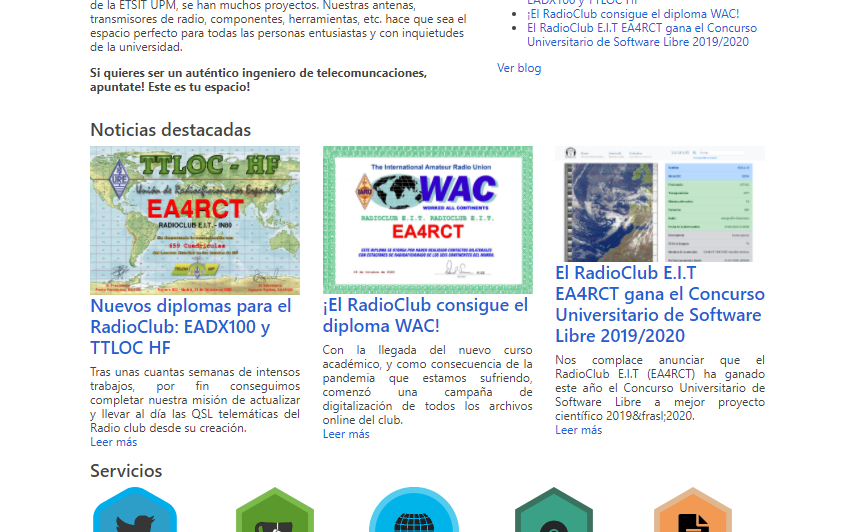 de la ETSIT UPM, se han muchos proyectos. Nuestras antenas,
transmisores de radio, componentes, herramientas, etc. hace que sea el
espacio perfecto para todas las personas entusiastas y con inquietudes
de la universidad.
Si quieres ser un auténtico ingeniero de telecomuncaciones,
apuntate! Este es tu espacio!
EADX100 y TTLOC HF
¡El RadioClub consigue el diploma WAC!
El RadioClub E.I.T EA4RCT gana el Concurso
Universitario de Software Libre 2019/2020
Ver blog
Noticias destacadas
TTLOC - HF
Unión de Radioaficionados Españoles
EA4RCT
RADIOCLUB E.I.T. - IN80
459 Cuadrículas
The International Amateur Radio Union
WAC
WORKED ALL CONTINENTS
RADIOCLUB E.I.T. RADIOCLUB E.I.T.
EA4RCT
Nuevos diplomas para el
RadioClub: EADX100 y
TTLOC HF
Tras unas cuantas semanas de intensos
trabajos, por fin conseguimos
completar nuestra misión de actualizar
y llevar al día las QSL telemáticas del
Radio club desde su creación.
Leer más
¡El RadioClub consigue el
diploma WAC!
Con la llegada del nuevo curso
académico, y como consecuencia de la
pandemia que estamos sufriendo,
comenzó una campaña de
digitalización de todos los archivos
online del club.
Leer más
El RadioClub E.I.T
EA4RCT gana el Concurso
Universitario de Software
Libre 2019/2020
Nos complace anunciar que el
RadioClub E.I.T (EA4RCT) ha ganado
este año el Concurso Universitario de
Software Libre a mejor proyecto
científico 2019&frasl;2020.
Leer más
Servicios